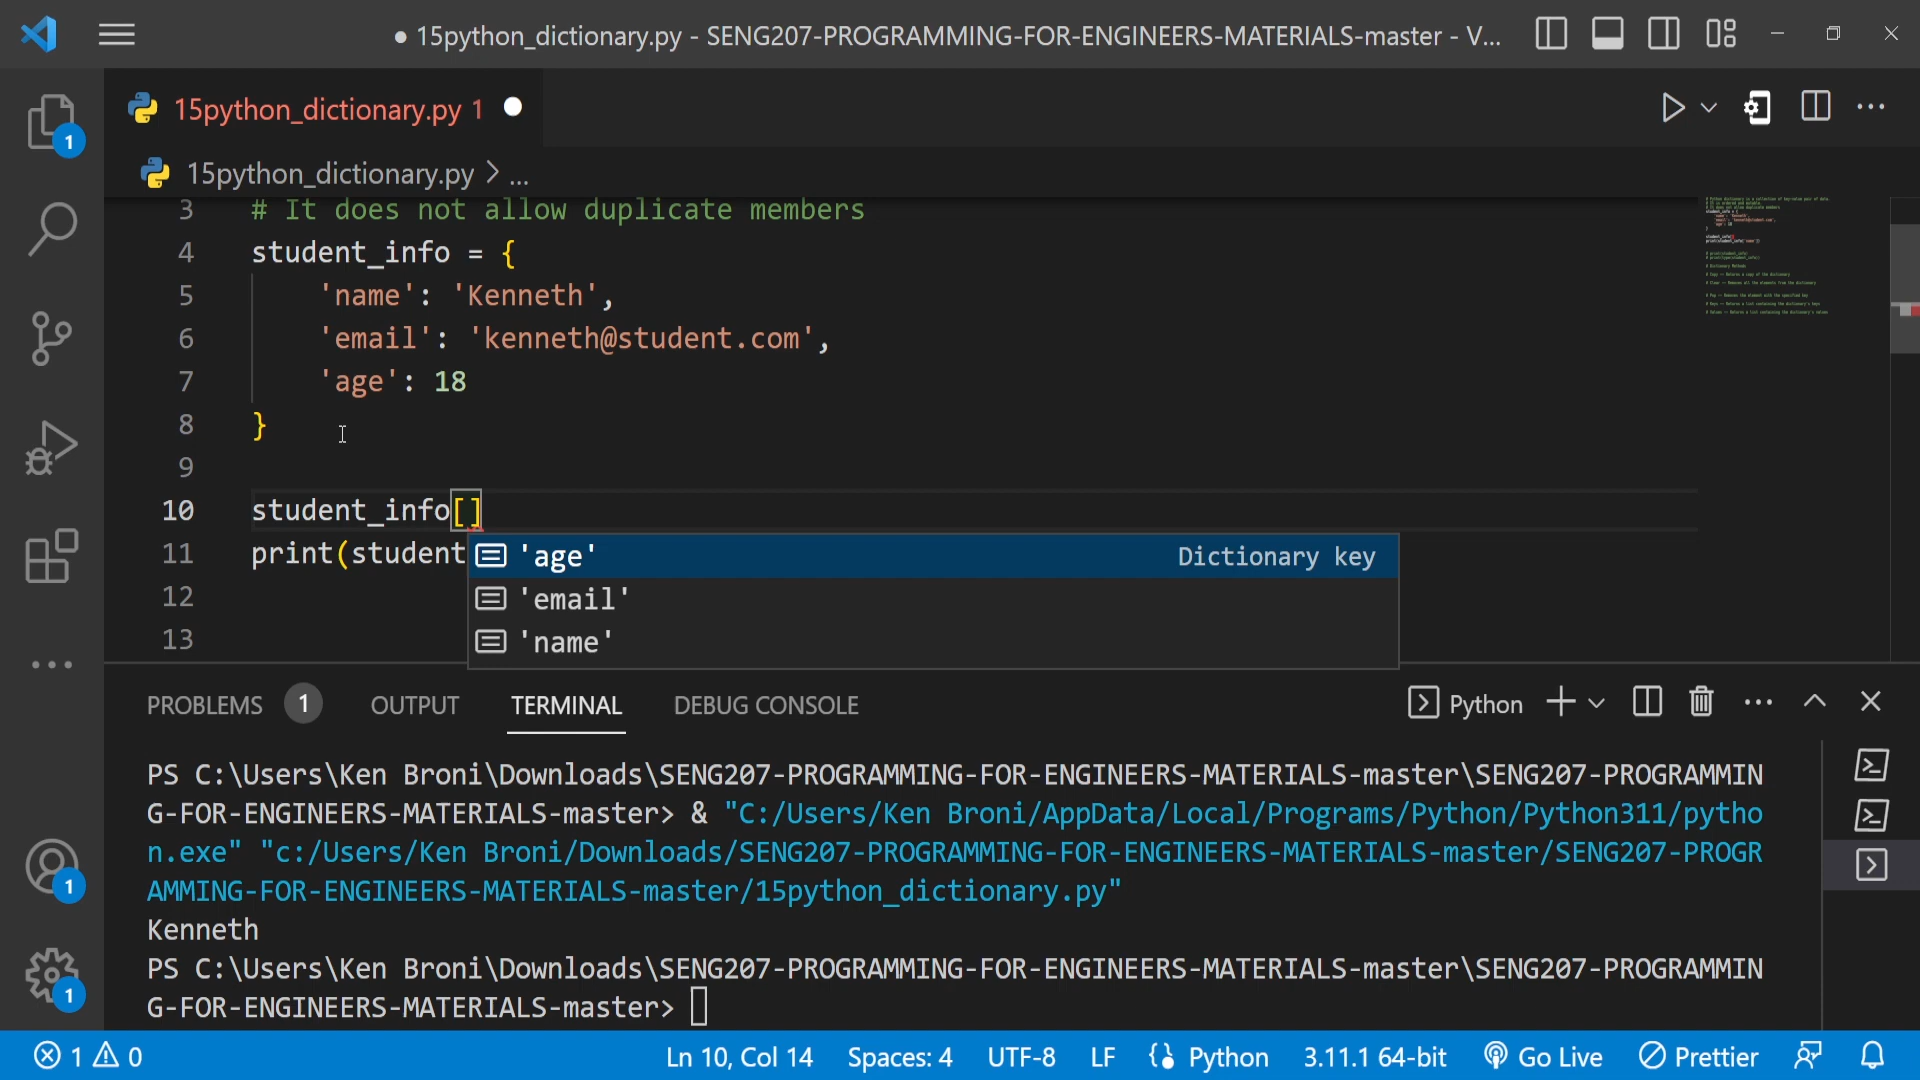 ● 15python_dictionary.py - SENG207-PROGRAMMING-FOR-ENGINEERS-MATERIALS-master - V...
15python_dictionary.py 1
1
15python_dictionary.py > ...
3 # It does not allow duplicate members
4 student_info = {
5 'name': 'Kenneth',
6 'email': 'kenneth@student.com',
7 'age': 18
8 }
9
10 student_info[]
11 print(student
'age' Dictionary key
12
'email'
13
'name'
PROBLEMS 1 OUTPUT TERMINAL DEBUG CONSOLE Python
PS C:\Users\Ken Broni\Downloads\SENG207-PROGRAMMING-FOR-ENGINEERS-MATERIALS-master\SENG207-PROGRAMMIN
G-FOR-ENGINEERS-MATERIALS-master> & "C:/Users/Ken Broni/AppData/Local/Programs/Python/Python311/pytho
n.exe" "c:/Users/Ken Broni/Downloads/SENG207-PROGRAMMING-FOR-ENGINEERS-MATERIALS-master/SENG207-PROGR
AMMING-FOR-ENGINEERS-MATERIALS-master/15python_dictionary.py"
Kenneth
PS C:\Users\Ken Broni\Downloads\SENG207-PROGRAMMING-FOR-ENGINEERS-MATERIALS-master\SENG207-PROGRAMMIN
G-FOR-ENGINEERS-MATERIALS-master>
1
1
1 0 Ln 10, Col 14 Spaces: 4 UTF-8 LF Python 3.11.1 64-bit Go Live Prettier